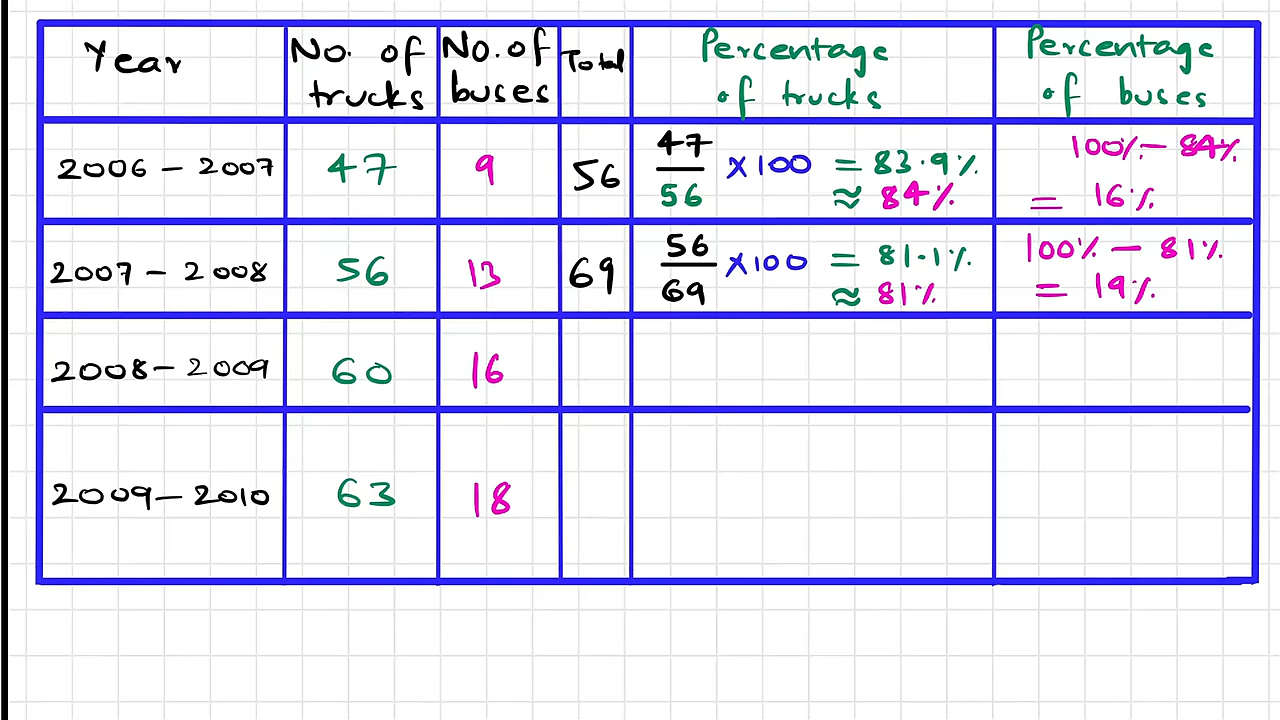 Year No. of trucks No. of buses Total Percentage of trucks Percentage of buses
2006 – 2007 47 9 56 47/56 × 100 = 83.9% ≈ 84% 100% – 84% = 16%
2007 – 2008 56 13 69 56/69 × 100 = 81.1% ≈ 81% 100% – 81% = 19%
2008 – 2009 60 16
2009 – 2010 63 18